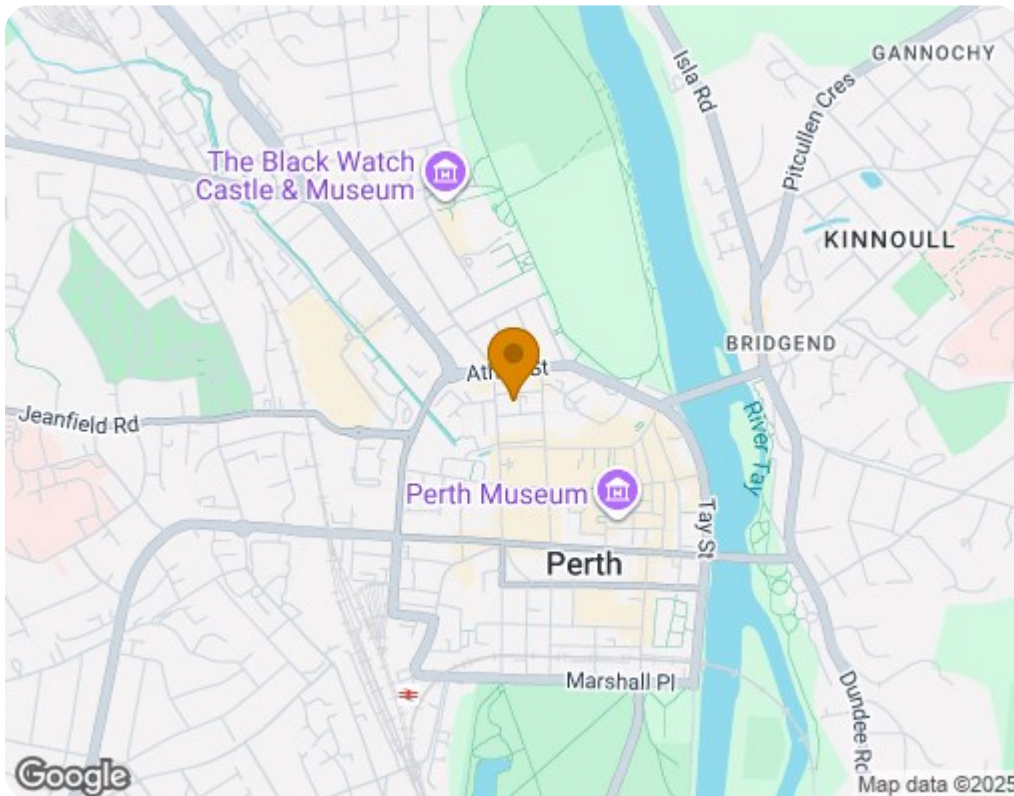 GANNOCHY
Isla Rd
Pitcullen Cres
The Black Watch
Castle & Museum
KINNOULL
BRIDGEND
St
Jeanfield Rd
River Tay
Perth Museum
Tay St
Perth
Marshall Pl
Dundee Rd
Google
Map data ©2025